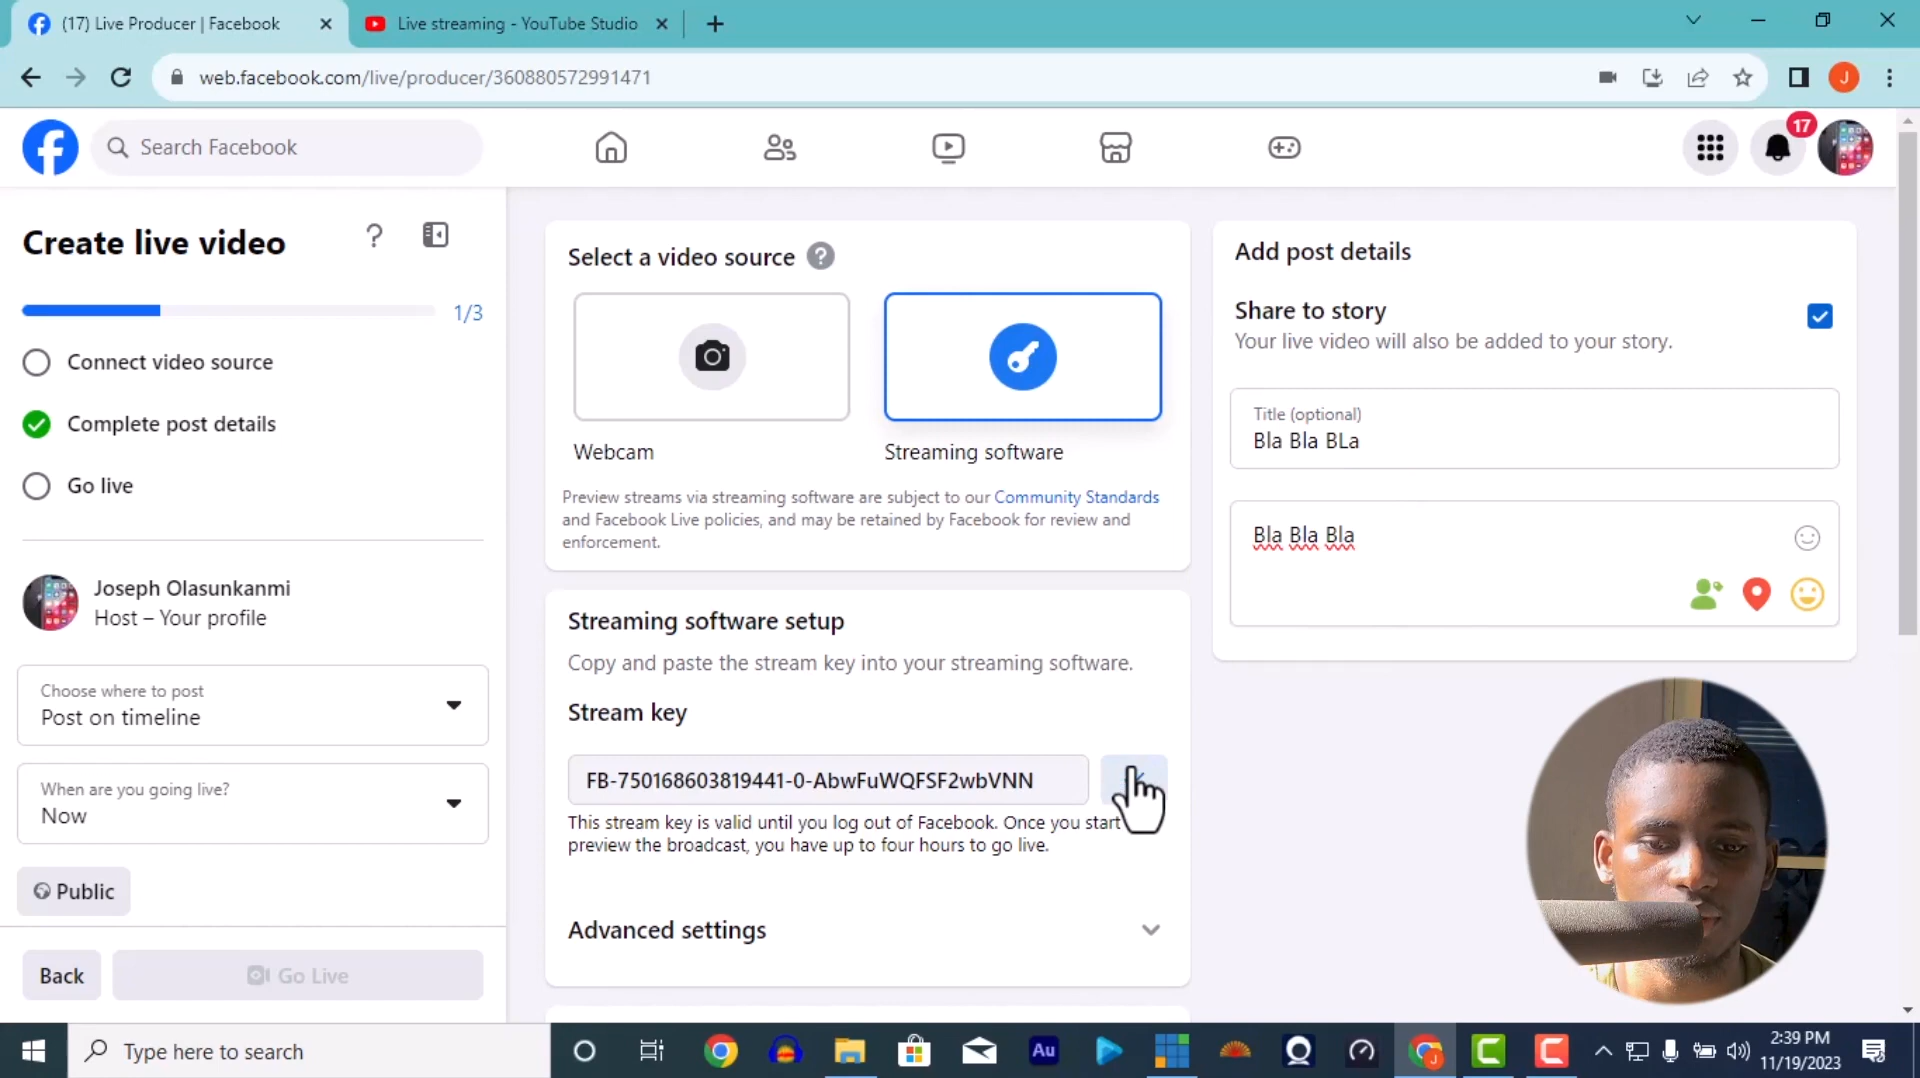 (17) Live Producer | Facebook
Live streaming - YouTube Studio
web.facebook.com/live/producer/360880572991471
J
Search Facebook
17
Create live video
1/3
Connect video source
Complete post details
Go live
Joseph Olasunkanmi
Host – Your profile
Choose where to post
Post on timeline
When are you going live?
Now
Public
Back
Go Live
Select a video source
Webcam
Streaming software
Preview streams via streaming software are subject to our Community Standards
and Facebook Live policies, and may be retained by Facebook for review and
enforcement.
Streaming software setup
Copy and paste the stream key into your streaming software.
Stream key
FB-750168603819441-0-AbwFuWQFSF2wbVNN
This stream key is valid until you log out of Facebook. Once you start
preview the broadcast, you have up to four hours to go live.
Advanced settings
Add post details
Share to story
Your live video will also be added to your story.
Title (optional)
Bla Bla BLa
Bla Bla Bla
Type here to search
Au
J
2:39 PM
11/19/2023